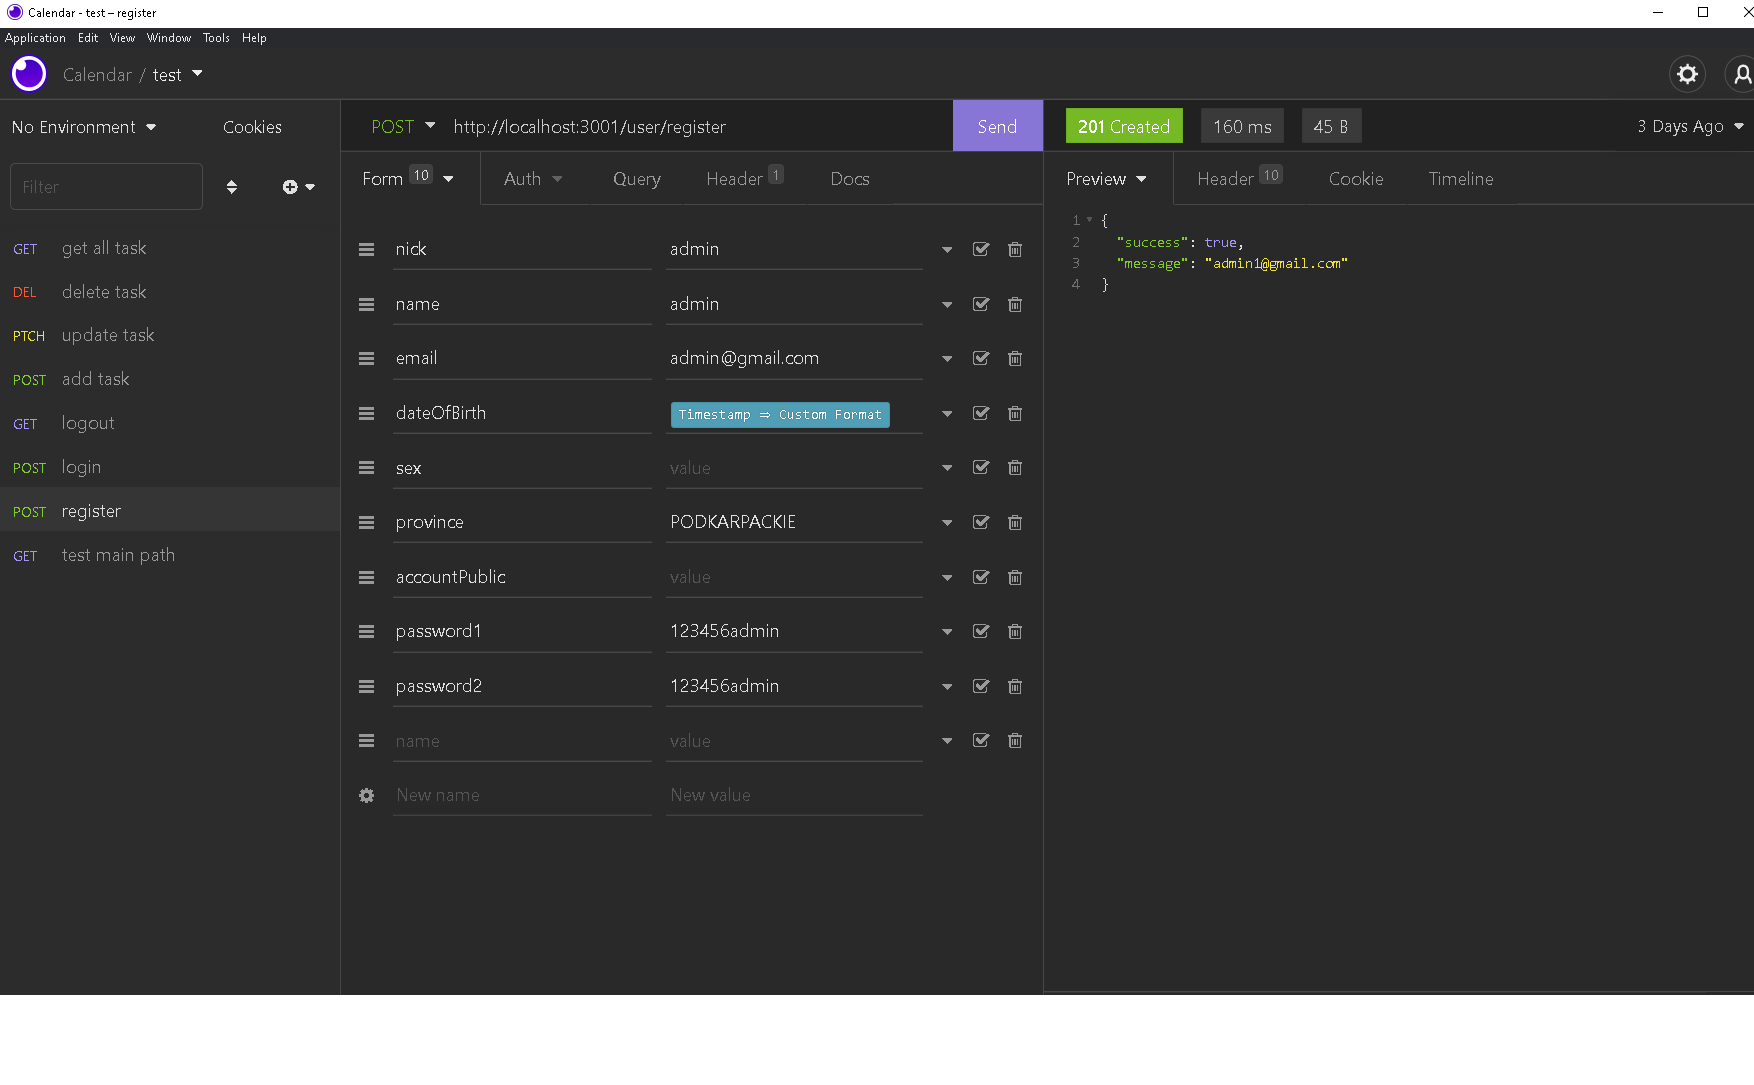 Calendar - test – register
Application Edit View Window Tools Help
Calendar / test
No Environment Cookies
POST http://localhost:3001/user/register Send
201 Created 160 ms 45 B 3 Days Ago
Filter
Form 10 Auth Query Header 1 Docs
Preview Header 10 Cookie Timeline
GET get all task
DEL delete task
PTCH update task
POST add task
GET logout
POST login
POST register
GET test main path
nick admin
name admin
email admin@gmail.com
dateOfBirth Timestamp ⇒ Custom Format
sex value
province PODKARPACKIE
accountPublic value
password1 123456admin
password2 123456admin
name value
New name New value
1 {
2 "success": true,
3 "message": "admin1@gmail.com"
4 }